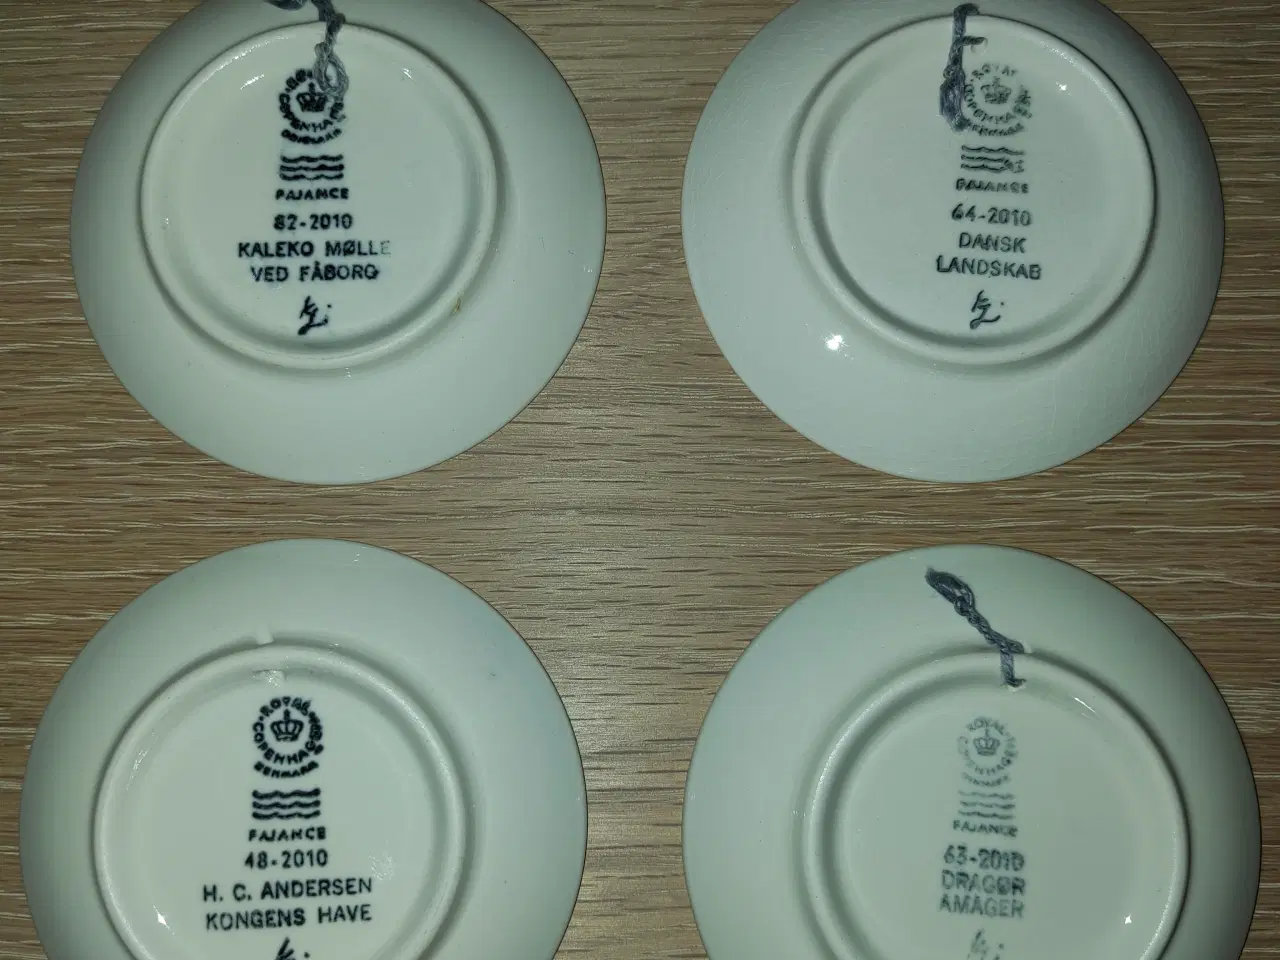 ROYAL COPENHAGEN DENMARK
FAJANCE
82-2010
KALEKO MØLLE
VED FÅBORG
ROYAL COPENHAGEN DENMARK
FAJANCE
64-2010
DANSK
LANDSKAB
ROYAL COPENHAGEN DENMARK
FAJANCE
48-2010
H. C. ANDERSEN
KONGENS HAVE
ROYAL COPENHAGEN DENMARK
FAJANCE
63-2010
DRAGØR
AMAGER